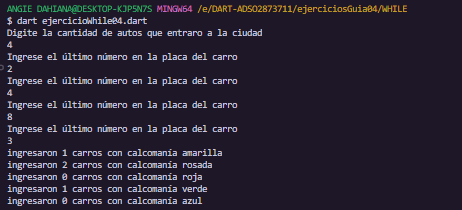 ANGIE DAHIANA@DESKTOP-KJP5N7S MINGW64 /e/DART-ADSO2873711/ejerciciosGuia04/WHILE
$ dart ejercicioWhile04.dart
Digite la cantidad de autos que entraro a la ciudad
4
Ingrese el último número en la placa del carro
2
Ingrese el último número en la placa del carro
4
Ingrese el último número en la placa del carro
8
Ingrese el último número en la placa del carro
3
ingresaron 1 carros con calcomanía amarilla
ingresaron 2 carros con calcomanía rosada
ingresaron 0 carros con calcomanía roja
ingresaron 1 carros con calcomanía verde
ingresaron 0 carros con calcomanía azul